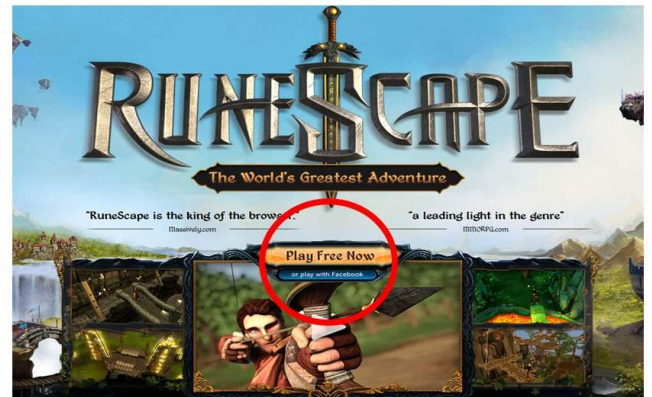 RUNESCAPE
The World's Greatest Adventure
"RuneScape is the king of the browser."
Massively.com
"a leading light in the genre"
MMORPG.com
Play Free Now
or play with Facebook